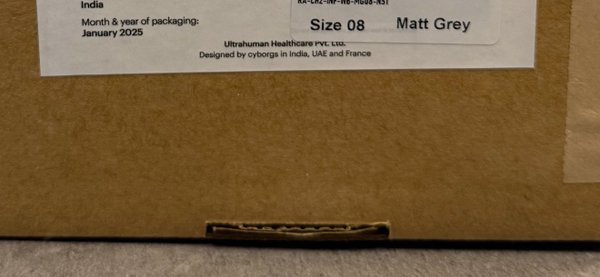 India
Month & year of packaging:
January 2025
Size 08 Matt Grey
Ultrahuman Healthcare Pvt. Ltd.
Designed by cyborgs in India, UAE and France